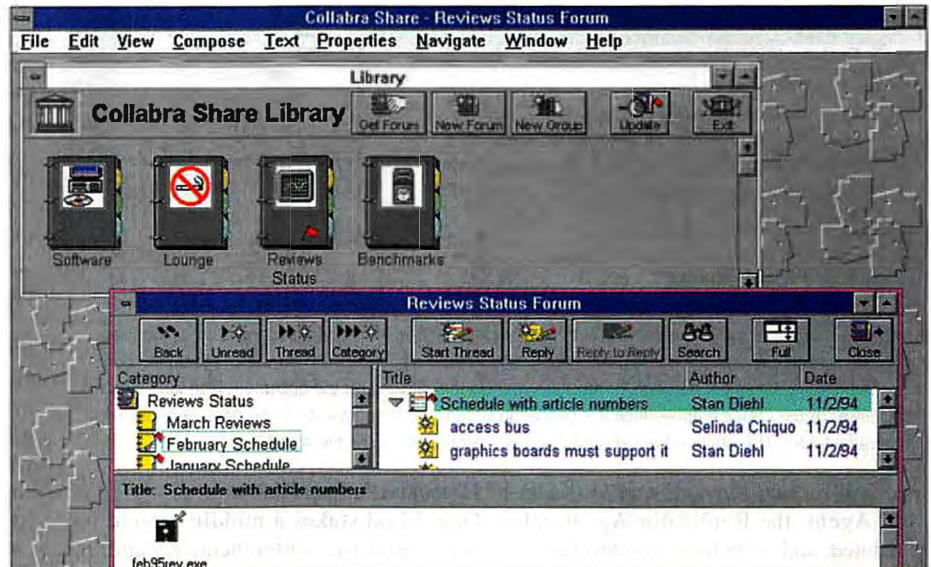 Collabra Share - Reviews Status Forum
File Edit View Compose Text Properties Navigate Window Help
Library
Collabra Share Library
Get Forum New Forum New Group Update Exit
Software Lounge Reviews Status Benchmarks
Reviews Status Forum
Back Unread Thread Category Start Thread Reply Reply to Reply Search Full Close
Category Title Author Date
Reviews Status
March Reviews
February Schedule
January Schedule
Schedule with article numbers Stan Diehl 11/2/94
access bus Selinda Chiquo 11/2/94
graphics boards must support it Stan Diehl 11/2/94
Title: Schedule with article numbers
feb95rev.exe